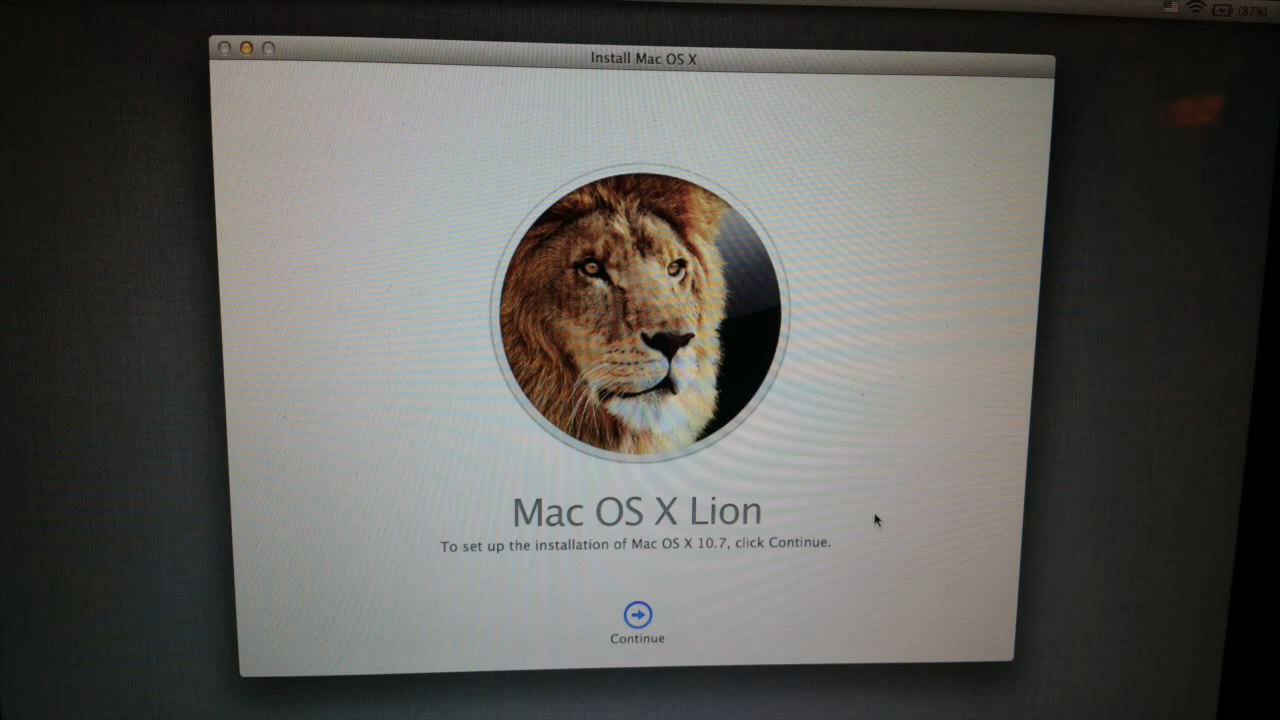 (87%)
Install Mac OS X
Mac OS X Lion
To set up the installation of Mac OS X 10.7, click Continue.
Continue